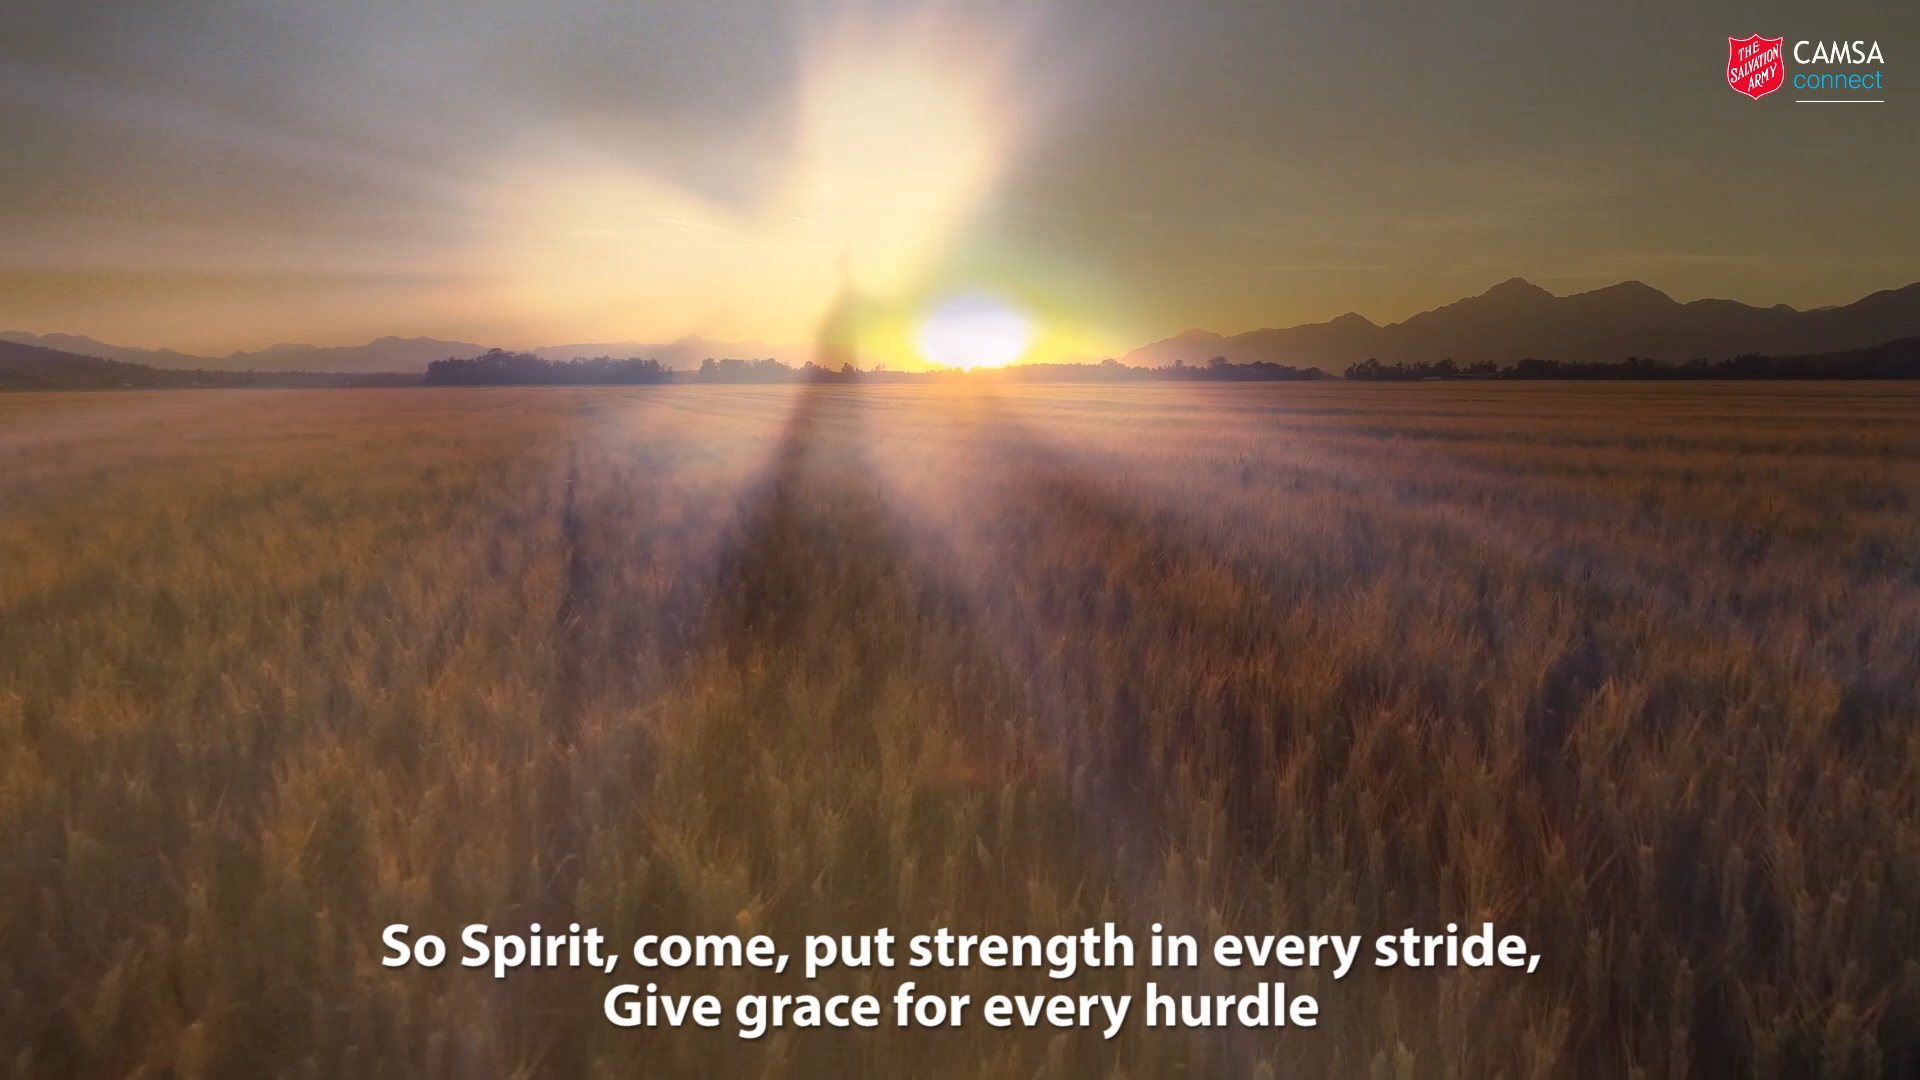 THE
SALVATION
ARMY
CAMSA
connect
So Spirit, come, put strength in every stride,
Give grace for every hurdle